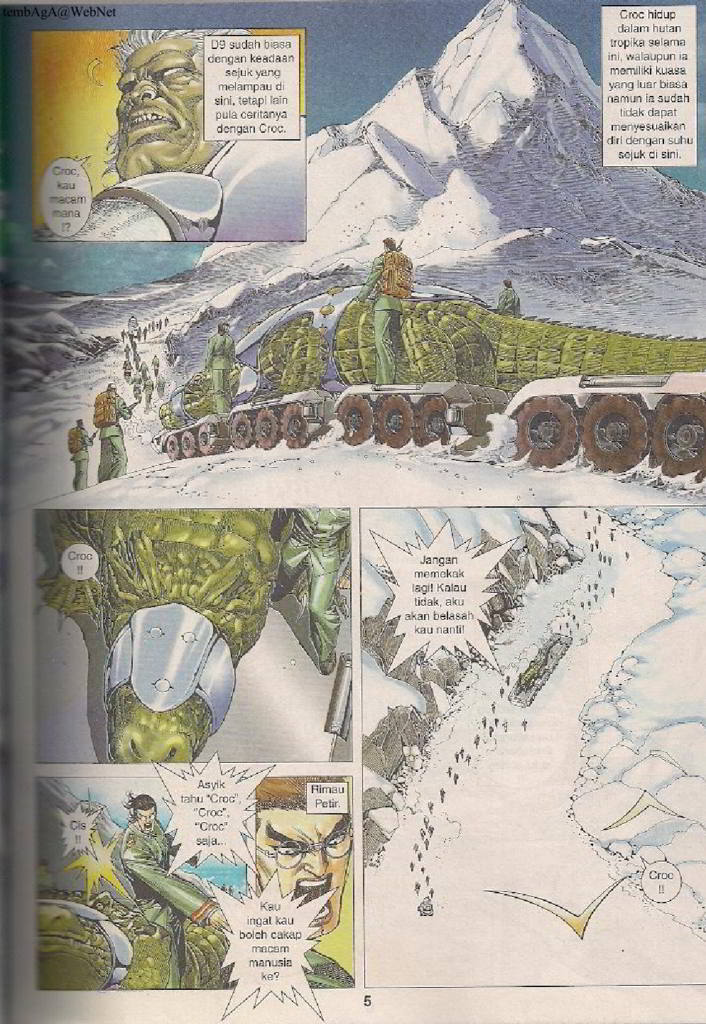 tembAgA@WebNet
D9 sudah biasa
dengan keadaan
sejuk yang
melampau di
sini, tetapi lain
pula ceritanya
dengan Croc.
Croc,
kau
macam
mana
!?
Croc hidup
dalam hutan
tropika selama
ini, walaupun ia
memiliki kuasa
yang luar biasa
namun ia sudah
tidak dapat
menyesuaikan
diri dengan suhu
sejuk di sini.
Croc
!!
Jangan
memekak
lagi! Kalau
tidak, aku
akan belasah
kau nanti!
Cis
!!
Asyik
tahu "Croc",
"Croc",
"Croc"
saja...
Rimau
Petir.
Kau
ingat kau
boleh cakap
macam
manusia
ke?
Croc
!!
5